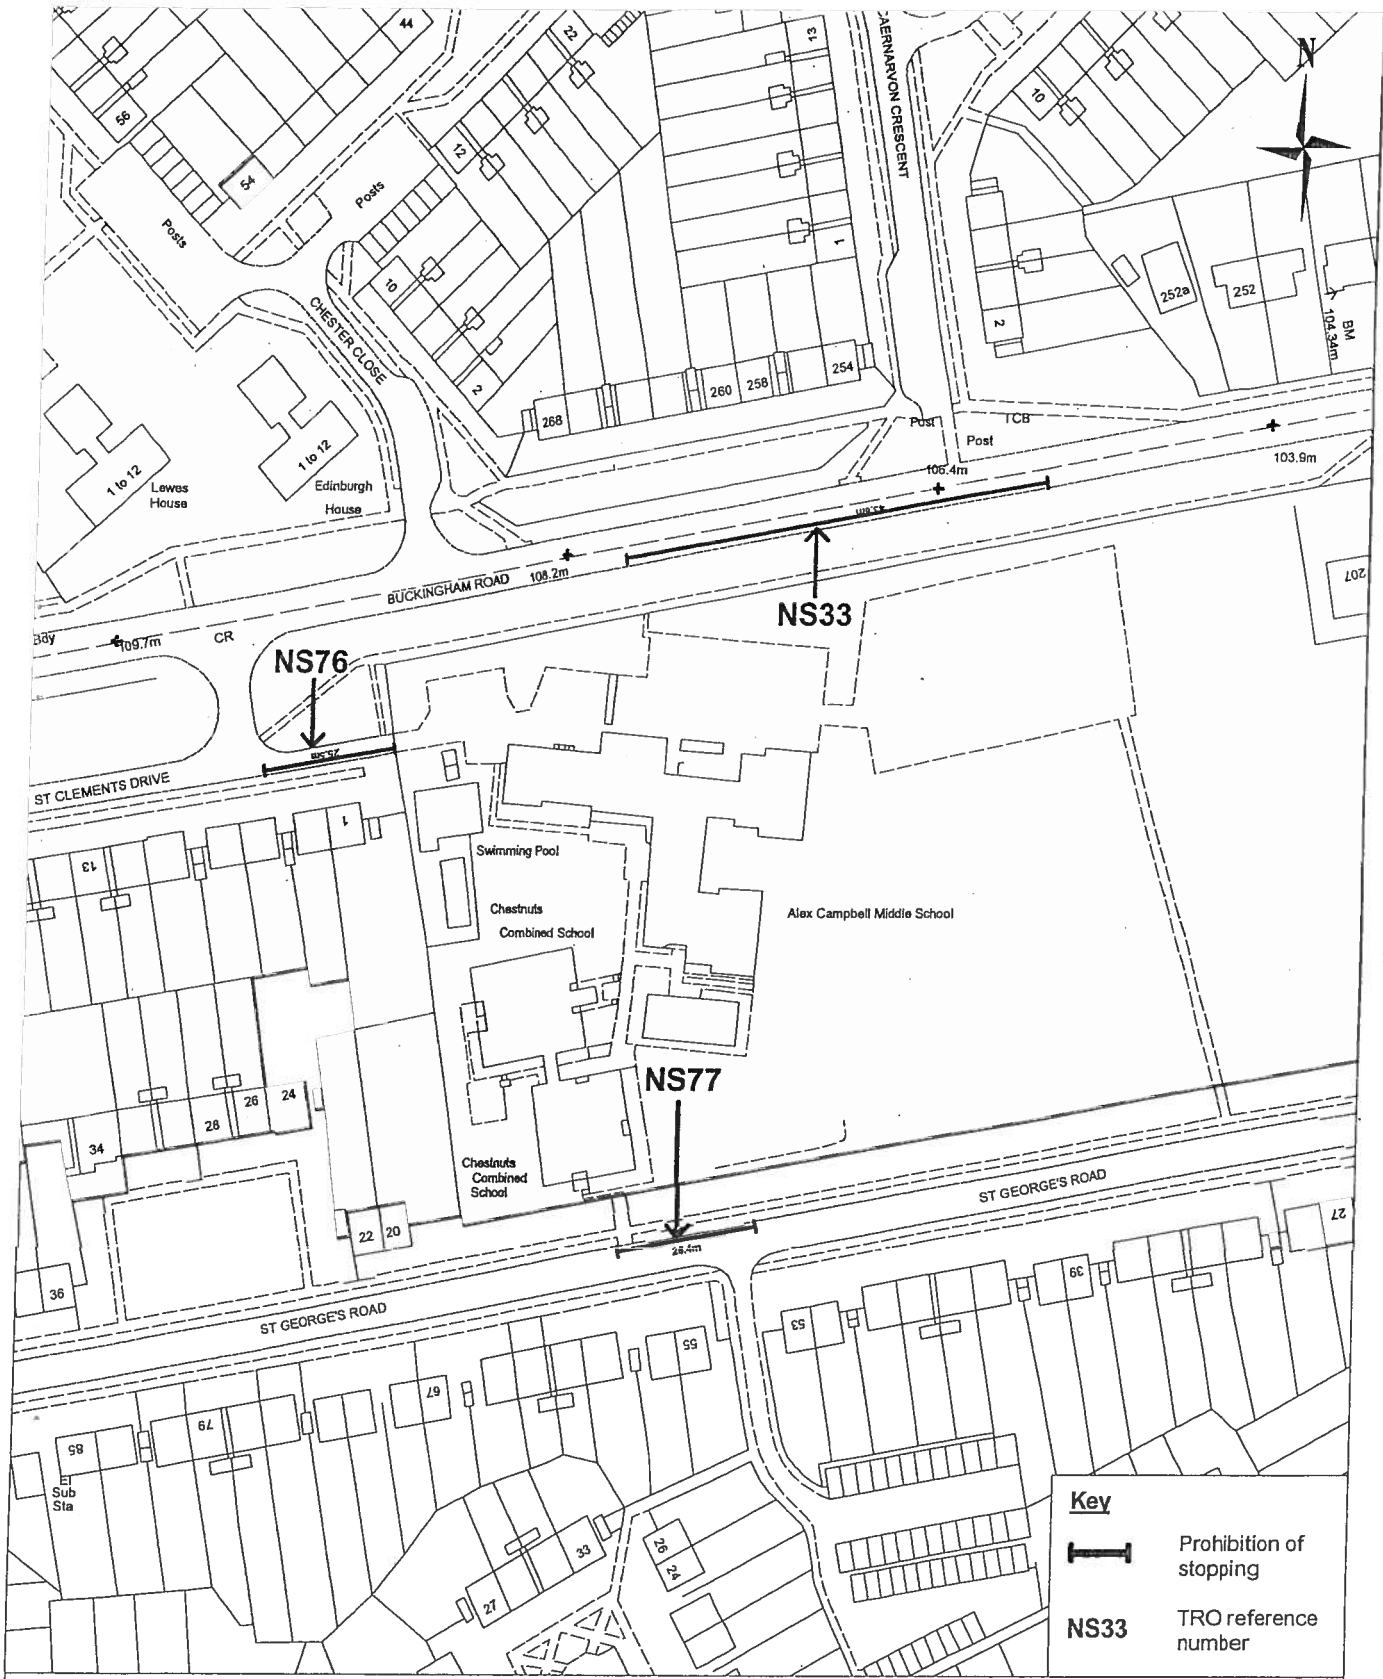 44
22
13
CAERNARVON CRESCENT
N
10
56
12
54
Posts
Posts
10
1
252a
252
BM
104.34m
CHESTER CLOSE
2
2
268
260
258
254
Post
TCB
Post
106.4m
103.9m
1 to 12
Lewes
House
1 to 12
Edinburgh
House
207
108.2m
BUCKINGHAM ROAD
NS33
Bdy
109.7m
CR
NS76
25.5m
ST CLEMENTS DRIVE
1
13
Swimming Pool
Chestnuts
Combined School
Alex Campbell Middle School
NS77
34
28
26
24
Chestnuts
Combined
School
22
20
26.4m
ST GEORGE'S ROAD
27
36
ST GEORGE'S ROAD
39
53
55
67
79
85
El
Sub
Sta
33
27
26
24
Key
Prohibition of
stopping
NS33
TRO reference
number